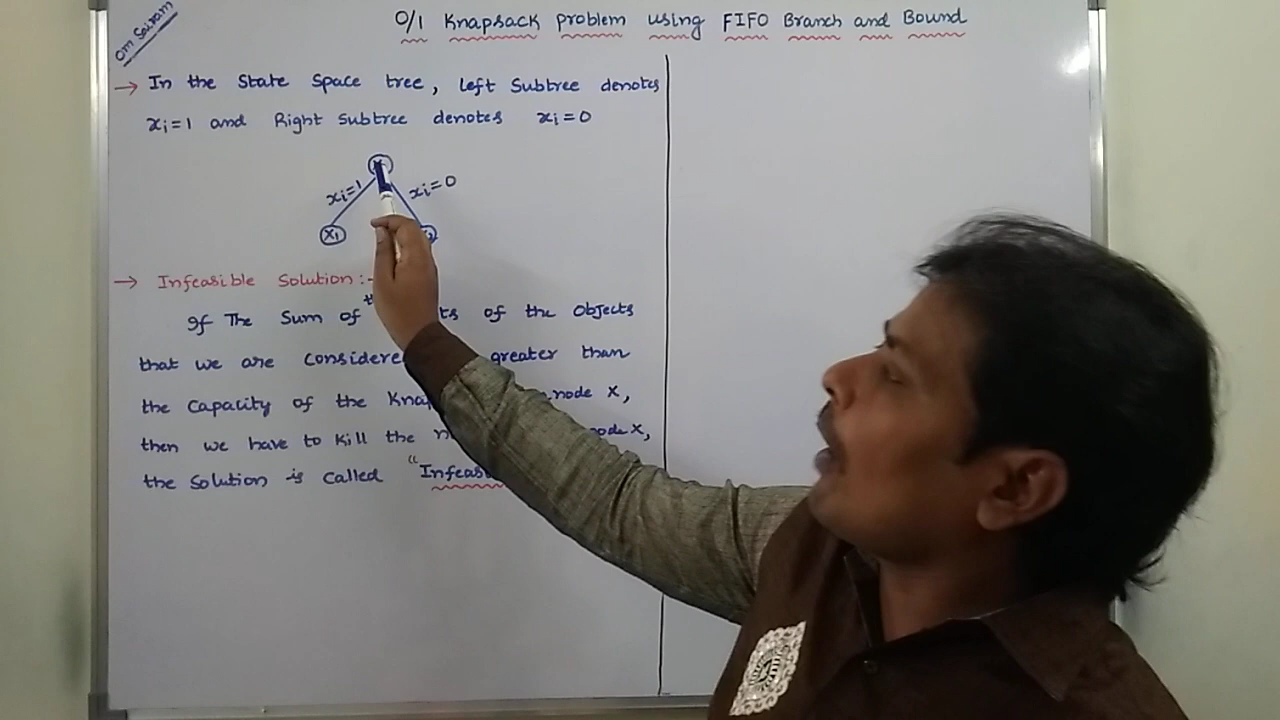 Om Sairam
0/1 Knapsack problem using FIFO Branch and Bound
→ In the State Space tree, left Subtree denotes
xi=1 and Right Subtree denotes xi=0
xi=1 xi=0
X1
→ Infeasible Solution :-
If The Sum of of the objects
that we are greater than
the Capacity of the node X,
then we have to kill the node X,
the Solution is called "